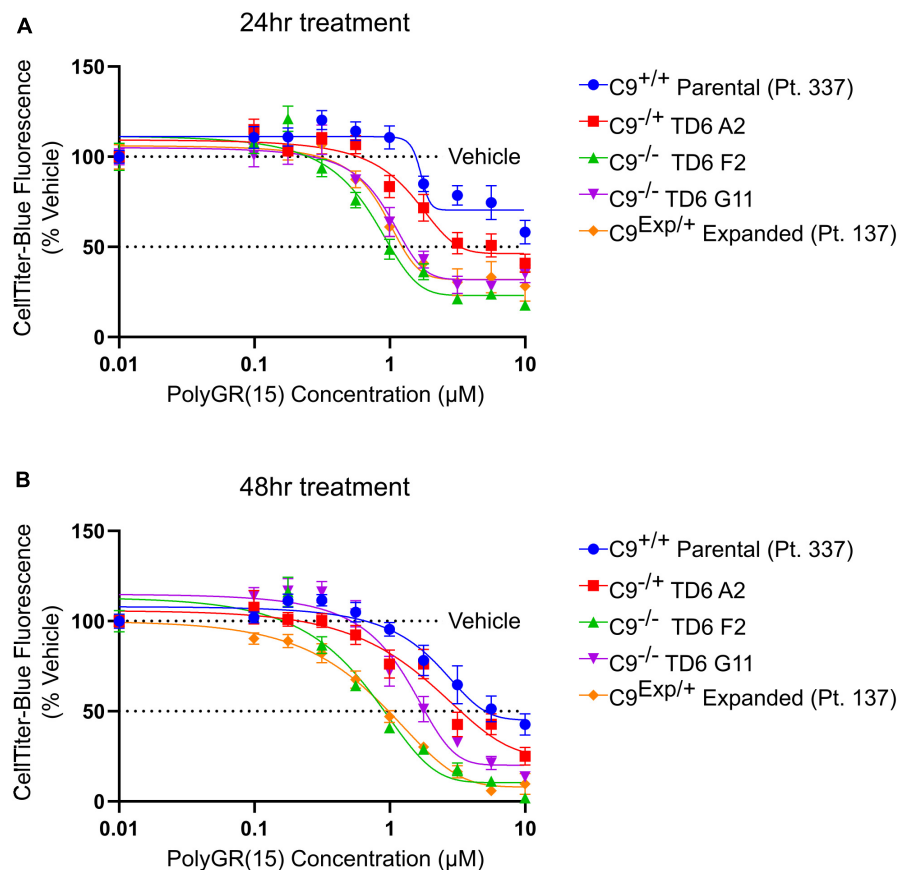 A
24hr treatment
CellTiter-Blue Fluorescence
(% Vehicle)
150
100
50
0
Vehicle
0.01
0.1
1
10
PolyGR(15) Concentration (µM)
C9+/+ Parental (Pt. 337)
C9-/+ TD6 A2
C9-/- TD6 F2
C9-/- TD6 G11
C9Exp/+ Expanded (Pt. 137)
B
48hr treatment
CellTiter-Blue Fluorescence
(% Vehicle)
150
100
50
0
Vehicle
0.01
0.1
1
10
PolyGR(15) Concentration (µM)
C9+/+ Parental (Pt. 337)
C9-/+ TD6 A2
C9-/- TD6 F2
C9-/- TD6 G11
C9Exp/+ Expanded (Pt. 137)